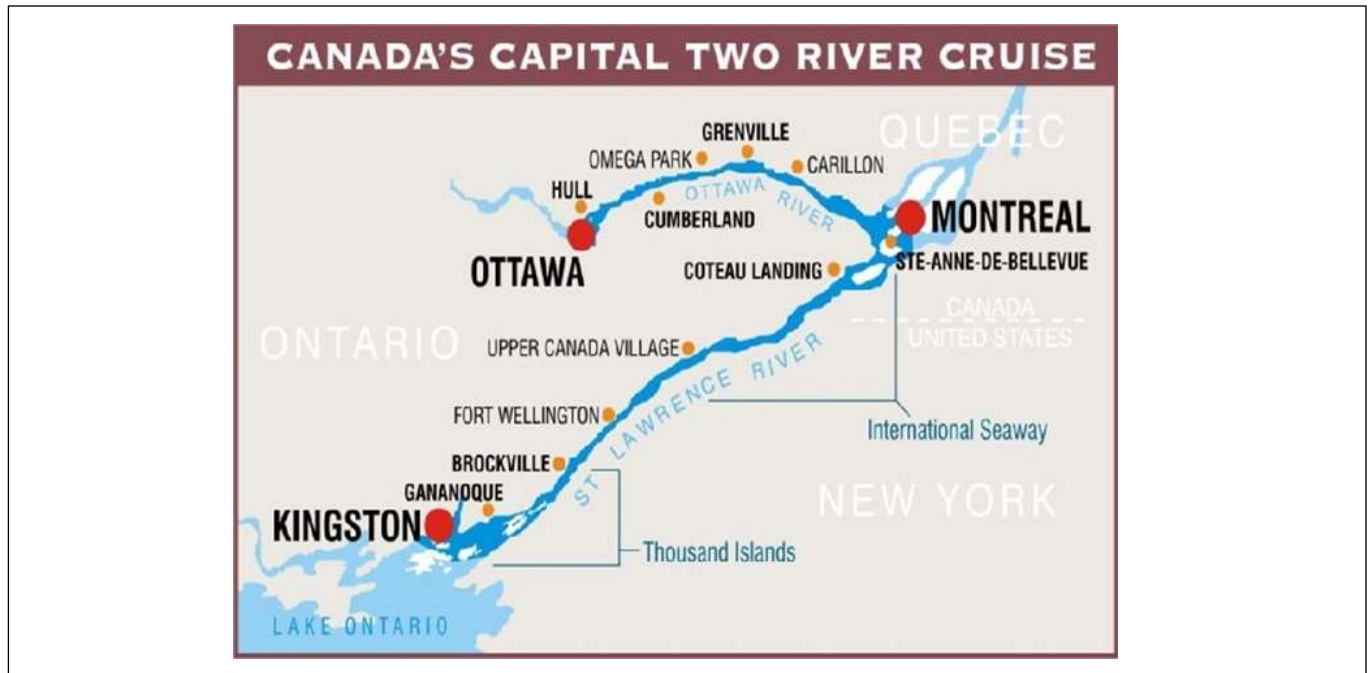 CANADA'S CAPITAL TWO RIVER CRUISE
QUEBEC
GRENVILLE
OMEGA PARK
CARILLON
HULL
OTTAWA RIVER
CUMBERLAND
MONTREAL
OTTAWA
COTEAU LANDING
STE-ANNE-DE-BELLEVUE
CANADA
UNITED STATES
ONTARIO
UPPER CANADA VILLAGE
ST LAWRENCE RIVER
FORT WELLINGTON
International Seaway
BROCKVILLE
GANANOQUE
NEW YORK
KINGSTON
Thousand Islands
LAKE ONTARIO